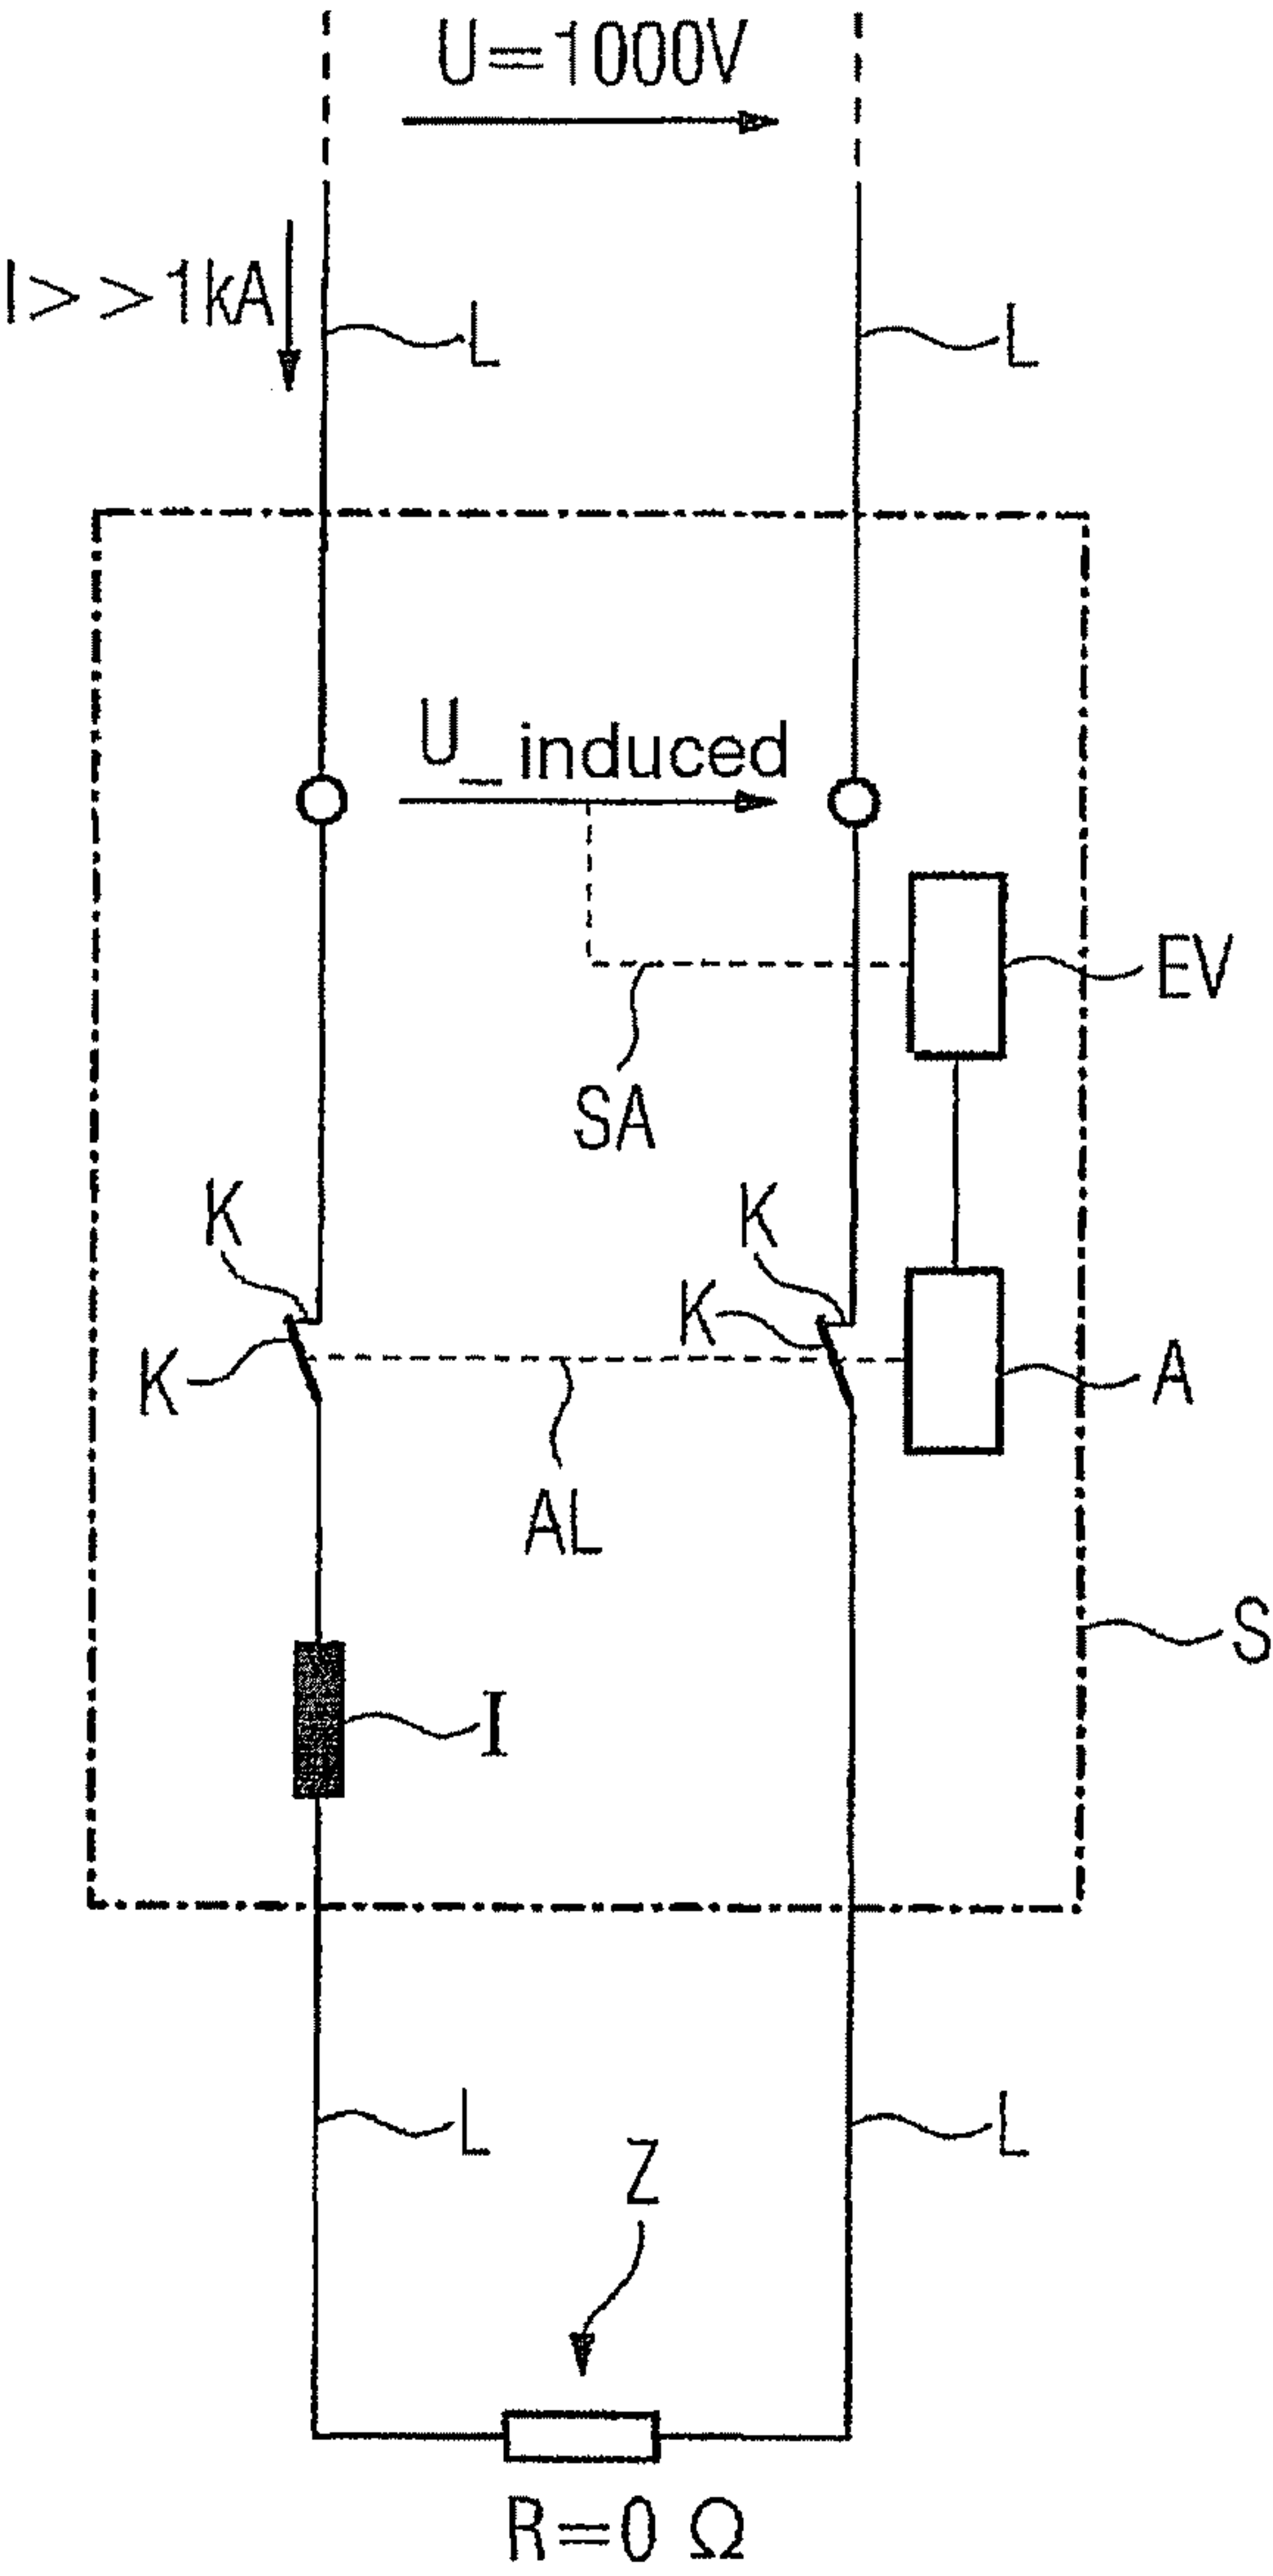 U=1000V
I>>1kA
L
L
U_induced
EV
SA
K
K
K
K
A
AL
S
I
L
L
Z
R=0 Ω